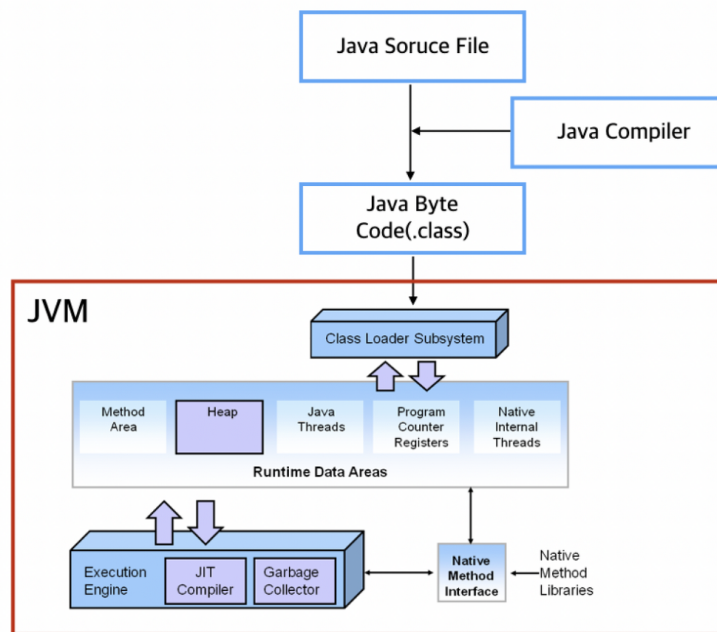 Java Soruce File
Java Compiler
Java Byte
Code(.class)
JVM
Class Loader Subsystem
Method
Area
Heap
Java
Threads
Program
Counter
Registers
Native
Internal
Threads
Runtime Data Areas
Execution
Engine
JIT
Compiler
Garbage
Collector
Native
Method
Interface
Native
Method
Libraries